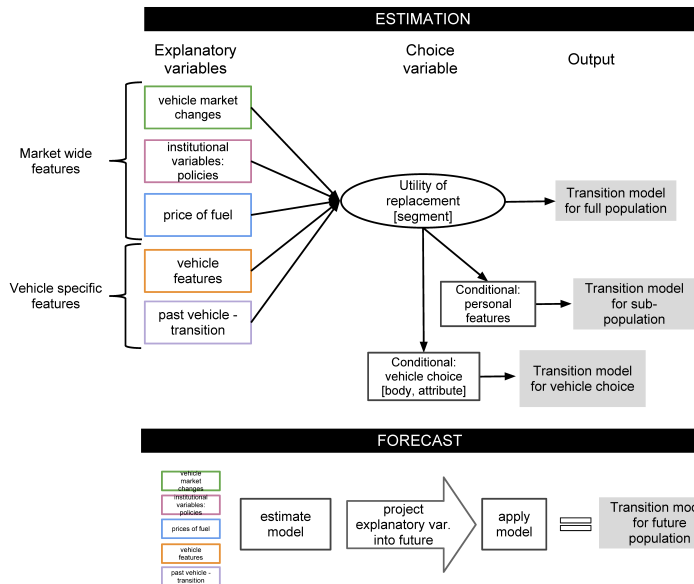 ESTIMATION
Explanatory
variables
Choice
variable
Output
Market wide
features
vehicle market
changes
institutional
variables:
policies
price of fuel
Vehicle specific
features
vehicle
features
past vehicle -
transition
Utility of
replacement
[segment]
Transition model
for full population
Conditional:
personal
features
Transition model
for sub-
population
Conditional:
vehicle choice
[body, attribute]
Transition model
for vehicle choice
FORECAST
vehicle
market
changes
institutional
variables:
policies
prices of fuel
vehicle
features
past vehicle -
transition
estimate
model
project
explanatory var.
into future
apply
model
Transition mod
for future
population